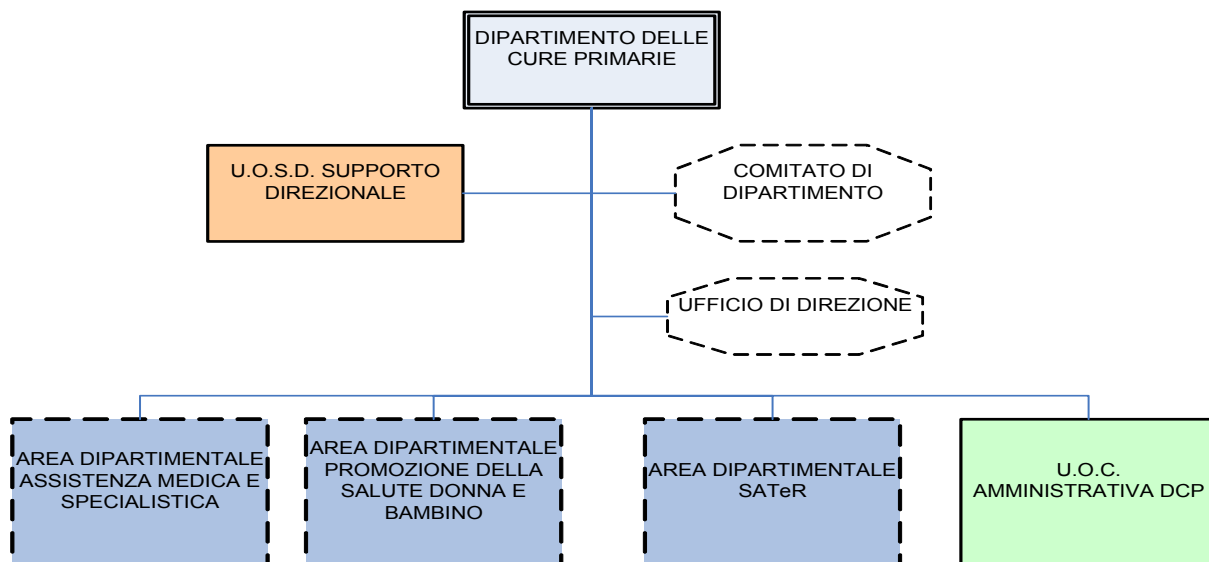 DIPARTIMENTO DELLE
CURE PRIMARIE
U.O.S.D. SUPPORTO
DIREZIONALE
COMITATO DI
DIPARTIMENTO
UFFICIO DI DIREZIONE
AREA DIPARTIMENTALE
ASSISTENZA MEDICA E
SPECIALISTICA
AREA DIPARTIMENTALE
PROMOZIONE DELLA
SALUTE DONNA E
BAMBINO
AREA DIPARTIMENTALE
SATeR
U.O.C.
AMMINISTRATIVA DCP